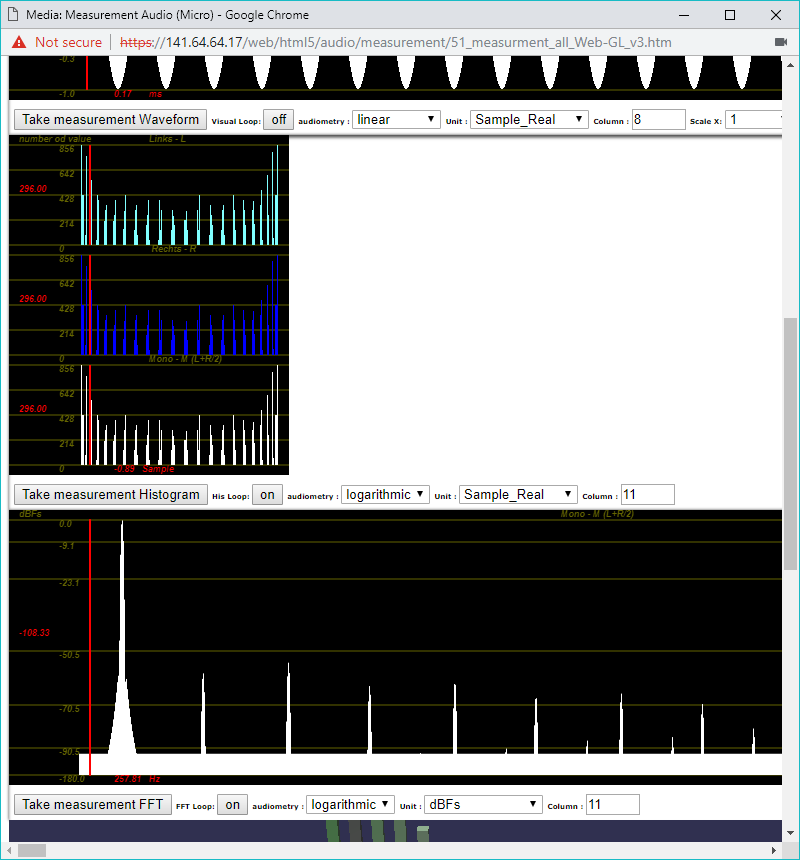 Media: Measurement Audio (Micro) - Google Chrome
Not secure https://141.64.64.17/web/html5/audio/measurement/51_measurment_all_Web-GL_v3.htm
-0.3
-1.0 0.17 ms
Take measurement Waveform Visual Loop: off audiometry : linear Unit : Sample_Real Column : 8 Scale X: 1
number od value Links - L
856
642
296.00
428
214
0 Rechts - R
856
642
296.00
428
214
0 Mono - M (L+R/2)
856
642
296.00
428
214
0 -0.89 Sample
Take measurement Histogram His Loop: on audiometry : logarithmic Unit : Sample_Real Column : 11
dBFs Mono - M (L+R/2)
0.0
-9.1
-23.1
-108.33
-50.5
-70.5
-90.5
-180.0 257.81 Hz
Take measurement FFT FFT Loop: on audiometry : logarithmic Unit : dBFs Column : 11